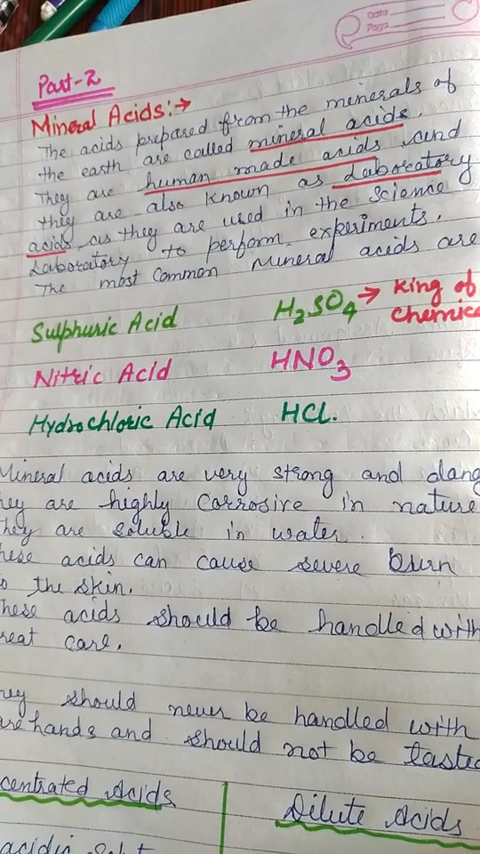 Date
Page
Part-2
Mineral Acids:→
The acids prepared from the minerals of
the earth are called mineral acids.
They are human made acids and
they are also known as Laboratory
acids as they are used in the science
Laboratory to perform experiments.
The most common mineral acids are
Sulphuric Acid H2SO4 → King of
Chemica
Nitric Acid HNO3
Hydrochloric Acid HCl.
Mineral acids are very strong and dang
hey are highly corrosive in nature
They are soluble in water.
hese acids can cause severe burn
o the skin.
hese acids should be handled with
reat care.
hey should never be handled with
are hands and should not be taste
centrated Acids Dilute Acids